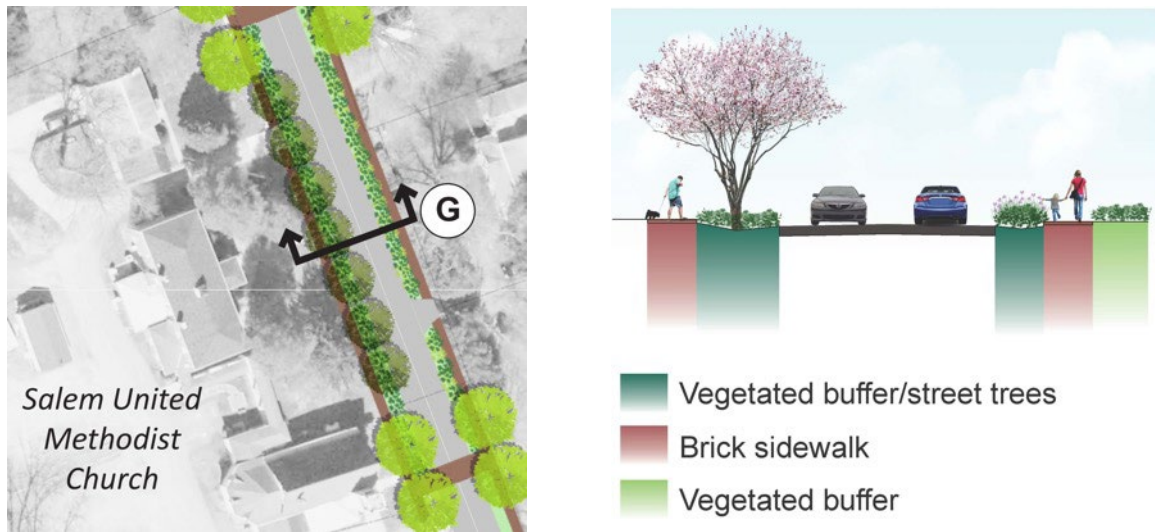 G
Salem United
Methodist
Church
Vegetated buffer/street trees
Brick sidewalk
Vegetated buffer